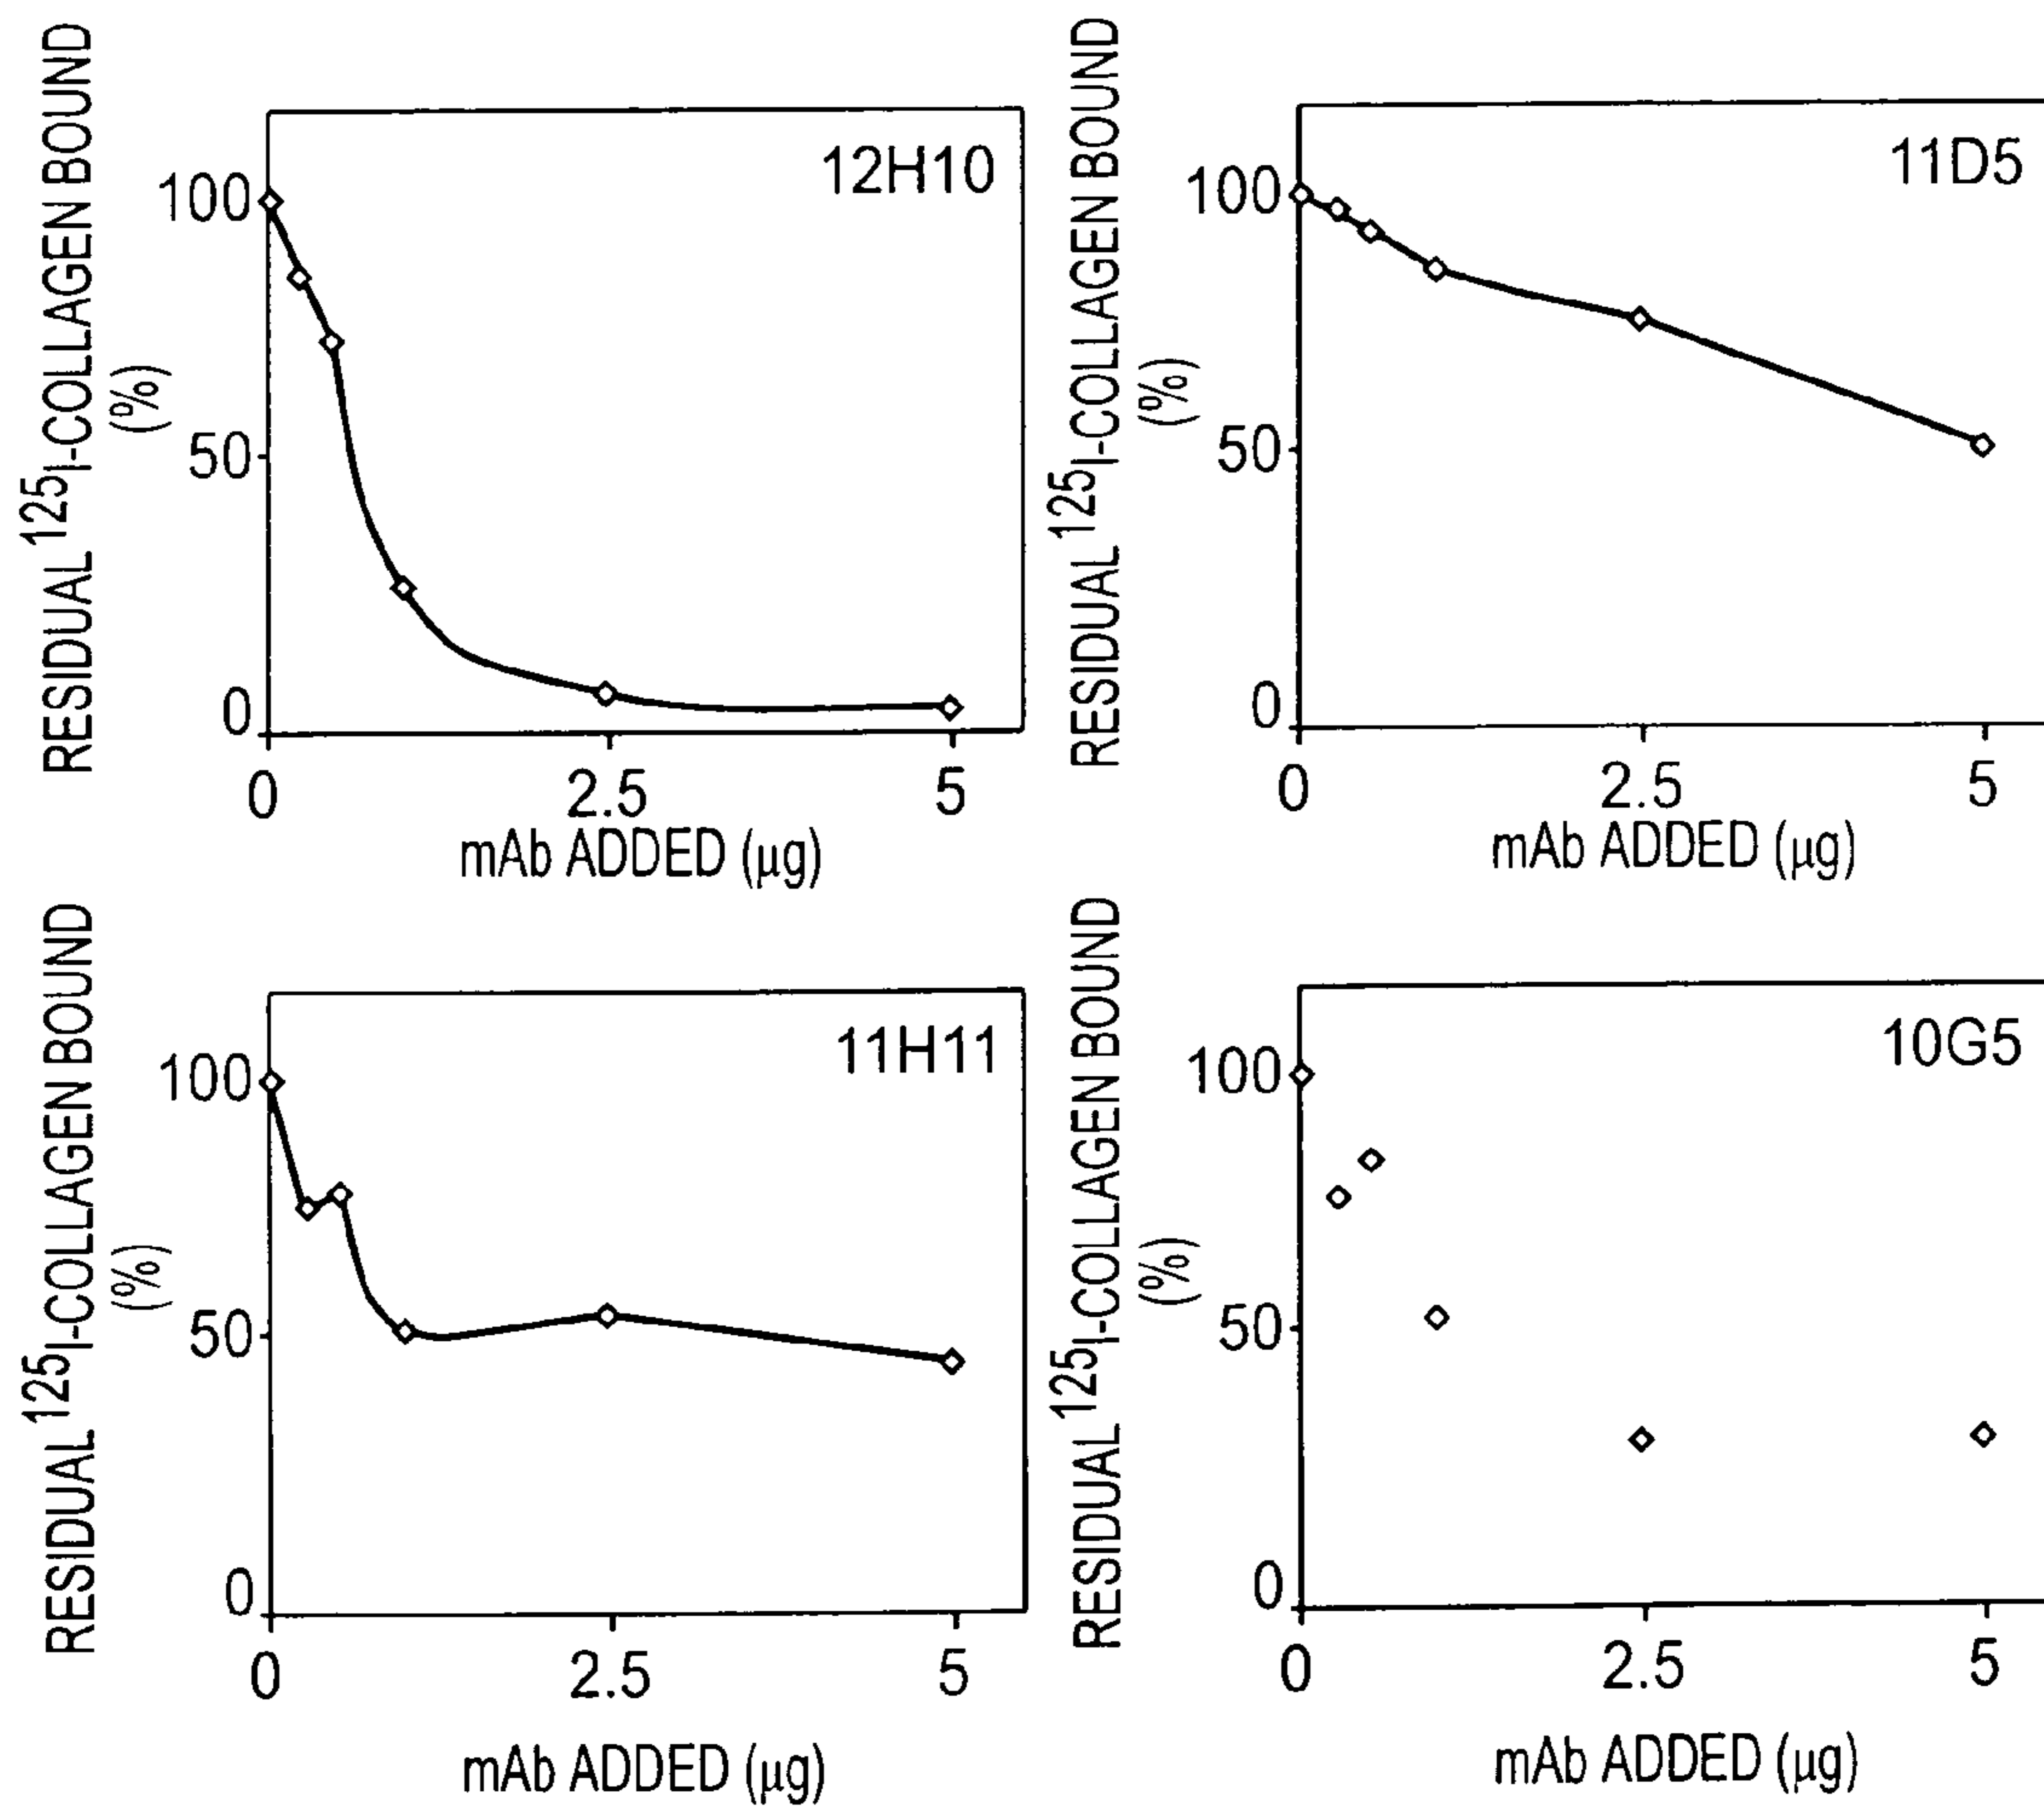 RESIDUAL 125I-COLLAGEN BOUND
(%)
12H10
100
50
0
0
2.5
5
mAb ADDED (µg)
RESIDUAL 125I-COLLAGEN BOUND
(%)
11D5
100
50
0
0
2.5
5
mAb ADDED (µg)
RESIDUAL 125I-COLLAGEN BOUND
(%)
11H11
100
50
0
0
2.5
5
mAb ADDED (µg)
RESIDUAL 125I-COLLAGEN BOUND
(%)
10G5
100
50
0
0
2.5
5
mAb ADDED (µg)